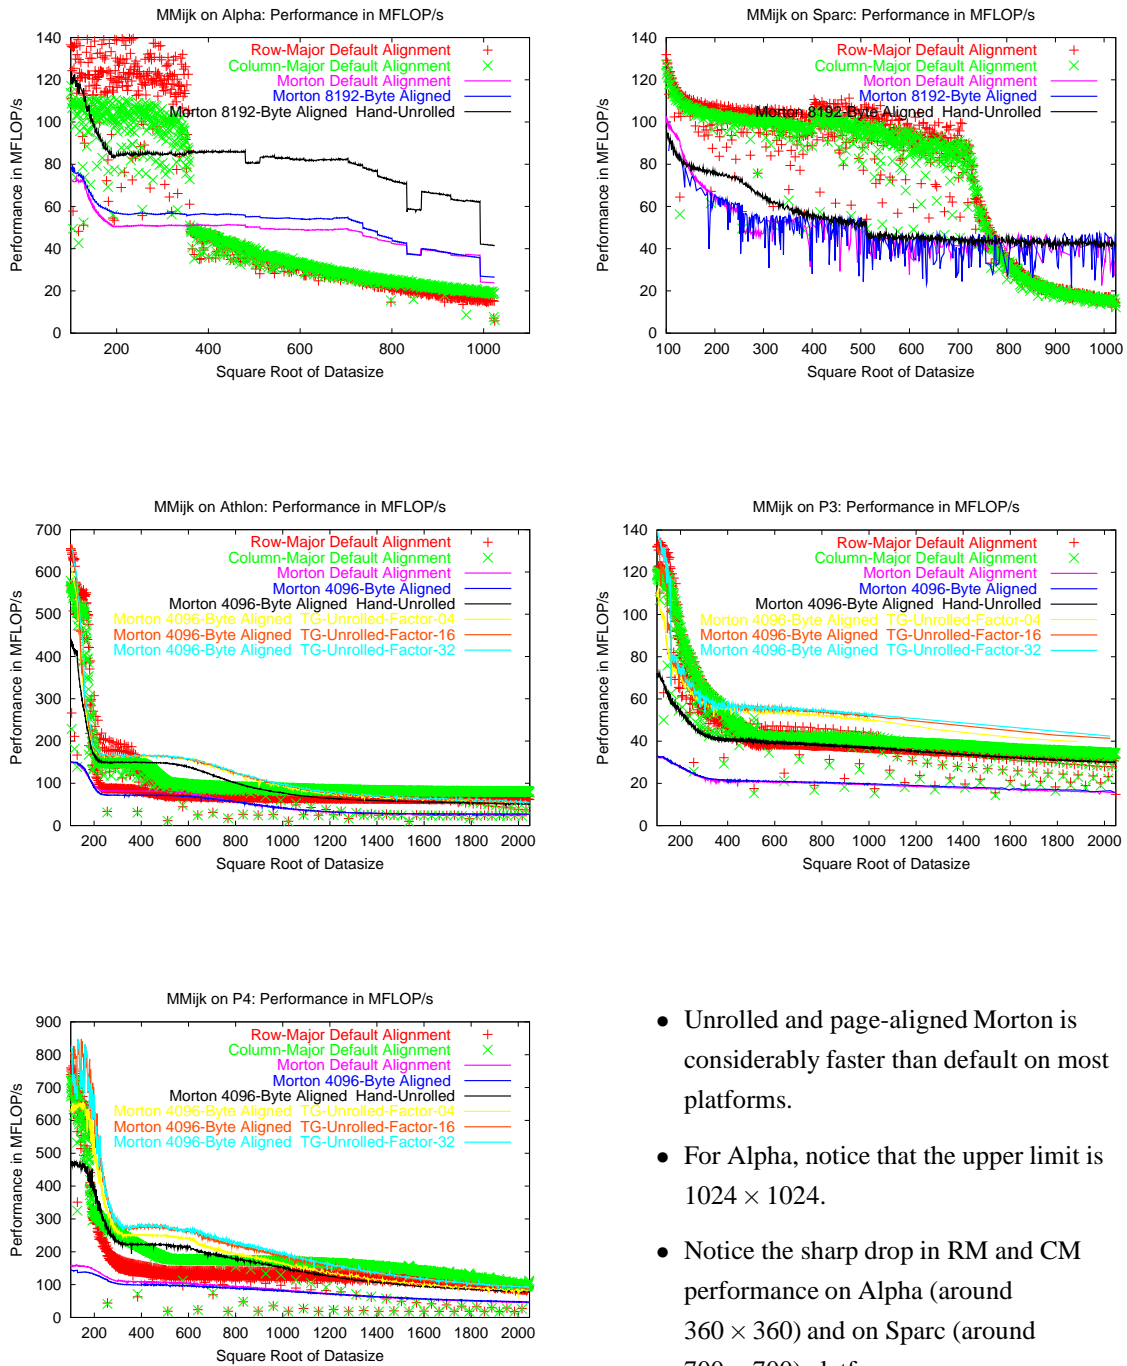 MMijk on Alpha: Performance in MFLOP/s
Performance in MFLOP/s
140
120
100
80
60
40
20
0
Row-Major Default Alignment
Column-Major Default Alignment
Morton Default Alignment
Morton 8192-Byte Aligned
Morton 8192-Byte Aligned Hand-Unrolled
200 400 600 800 1000
Square Root of Datasize
MMijk on Sparc: Performance in MFLOP/s
Performance in MFLOP/s
140
120
100
80
60
40
20
0
Row-Major Default Alignment
Column-Major Default Alignment
Morton Default Alignment
Morton 8192-Byte Aligned
Morton 8192-Byte Aligned Hand-Unrolled
100 200 300 400 500 600 700 800 900 1000
Square Root of Datasize
MMijk on Athlon: Performance in MFLOP/s
Performance in MFLOP/s
700
600
500
400
300
200
100
0
Row-Major Default Alignment
Column-Major Default Alignment
Morton Default Alignment
Morton 4096-Byte Aligned
Morton 4096-Byte Aligned Hand-Unrolled
Morton 4096-Byte Aligned TG-Unrolled-Factor-04
Morton 4096-Byte Aligned TG-Unrolled-Factor-16
Morton 4096-Byte Aligned TG-Unrolled-Factor-32
200 400 600 800 1000 1200 1400 1600 1800 2000
Square Root of Datasize
MMijk on P3: Performance in MFLOP/s
Performance in MFLOP/s
140
120
100
80
60
40
20
0
Row-Major Default Alignment
Column-Major Default Alignment
Morton Default Alignment
Morton 4096-Byte Aligned
Morton 4096-Byte Aligned Hand-Unrolled
Morton 4096-Byte Aligned TG-Unrolled-Factor-04
Morton 4096-Byte Aligned TG-Unrolled-Factor-16
Morton 4096-Byte Aligned TG-Unrolled-Factor-32
200 400 600 800 1000 1200 1400 1600 1800 2000
Square Root of Datasize
MMijk on P4: Performance in MFLOP/s
Performance in MFLOP/s
900
800
700
600
500
400
300
200
100
0
Row-Major Default Alignment
Column-Major Default Alignment
Morton Default Alignment
Morton 4096-Byte Aligned
Morton 4096-Byte Aligned Hand-Unrolled
Morton 4096-Byte Aligned TG-Unrolled-Factor-04
Morton 4096-Byte Aligned TG-Unrolled-Factor-16
Morton 4096-Byte Aligned TG-Unrolled-Factor-32
200 400 600 800 1000 1200 1400 1600 1800 2000
Square Root of Datasize
• Unrolled and page-aligned Morton is
considerably faster than default on most
platforms.
• For Alpha, notice that the upper limit is
1024 × 1024.
• Notice the sharp drop in RM and CM
performance on Alpha (around
360 × 360) and on Sparc (around